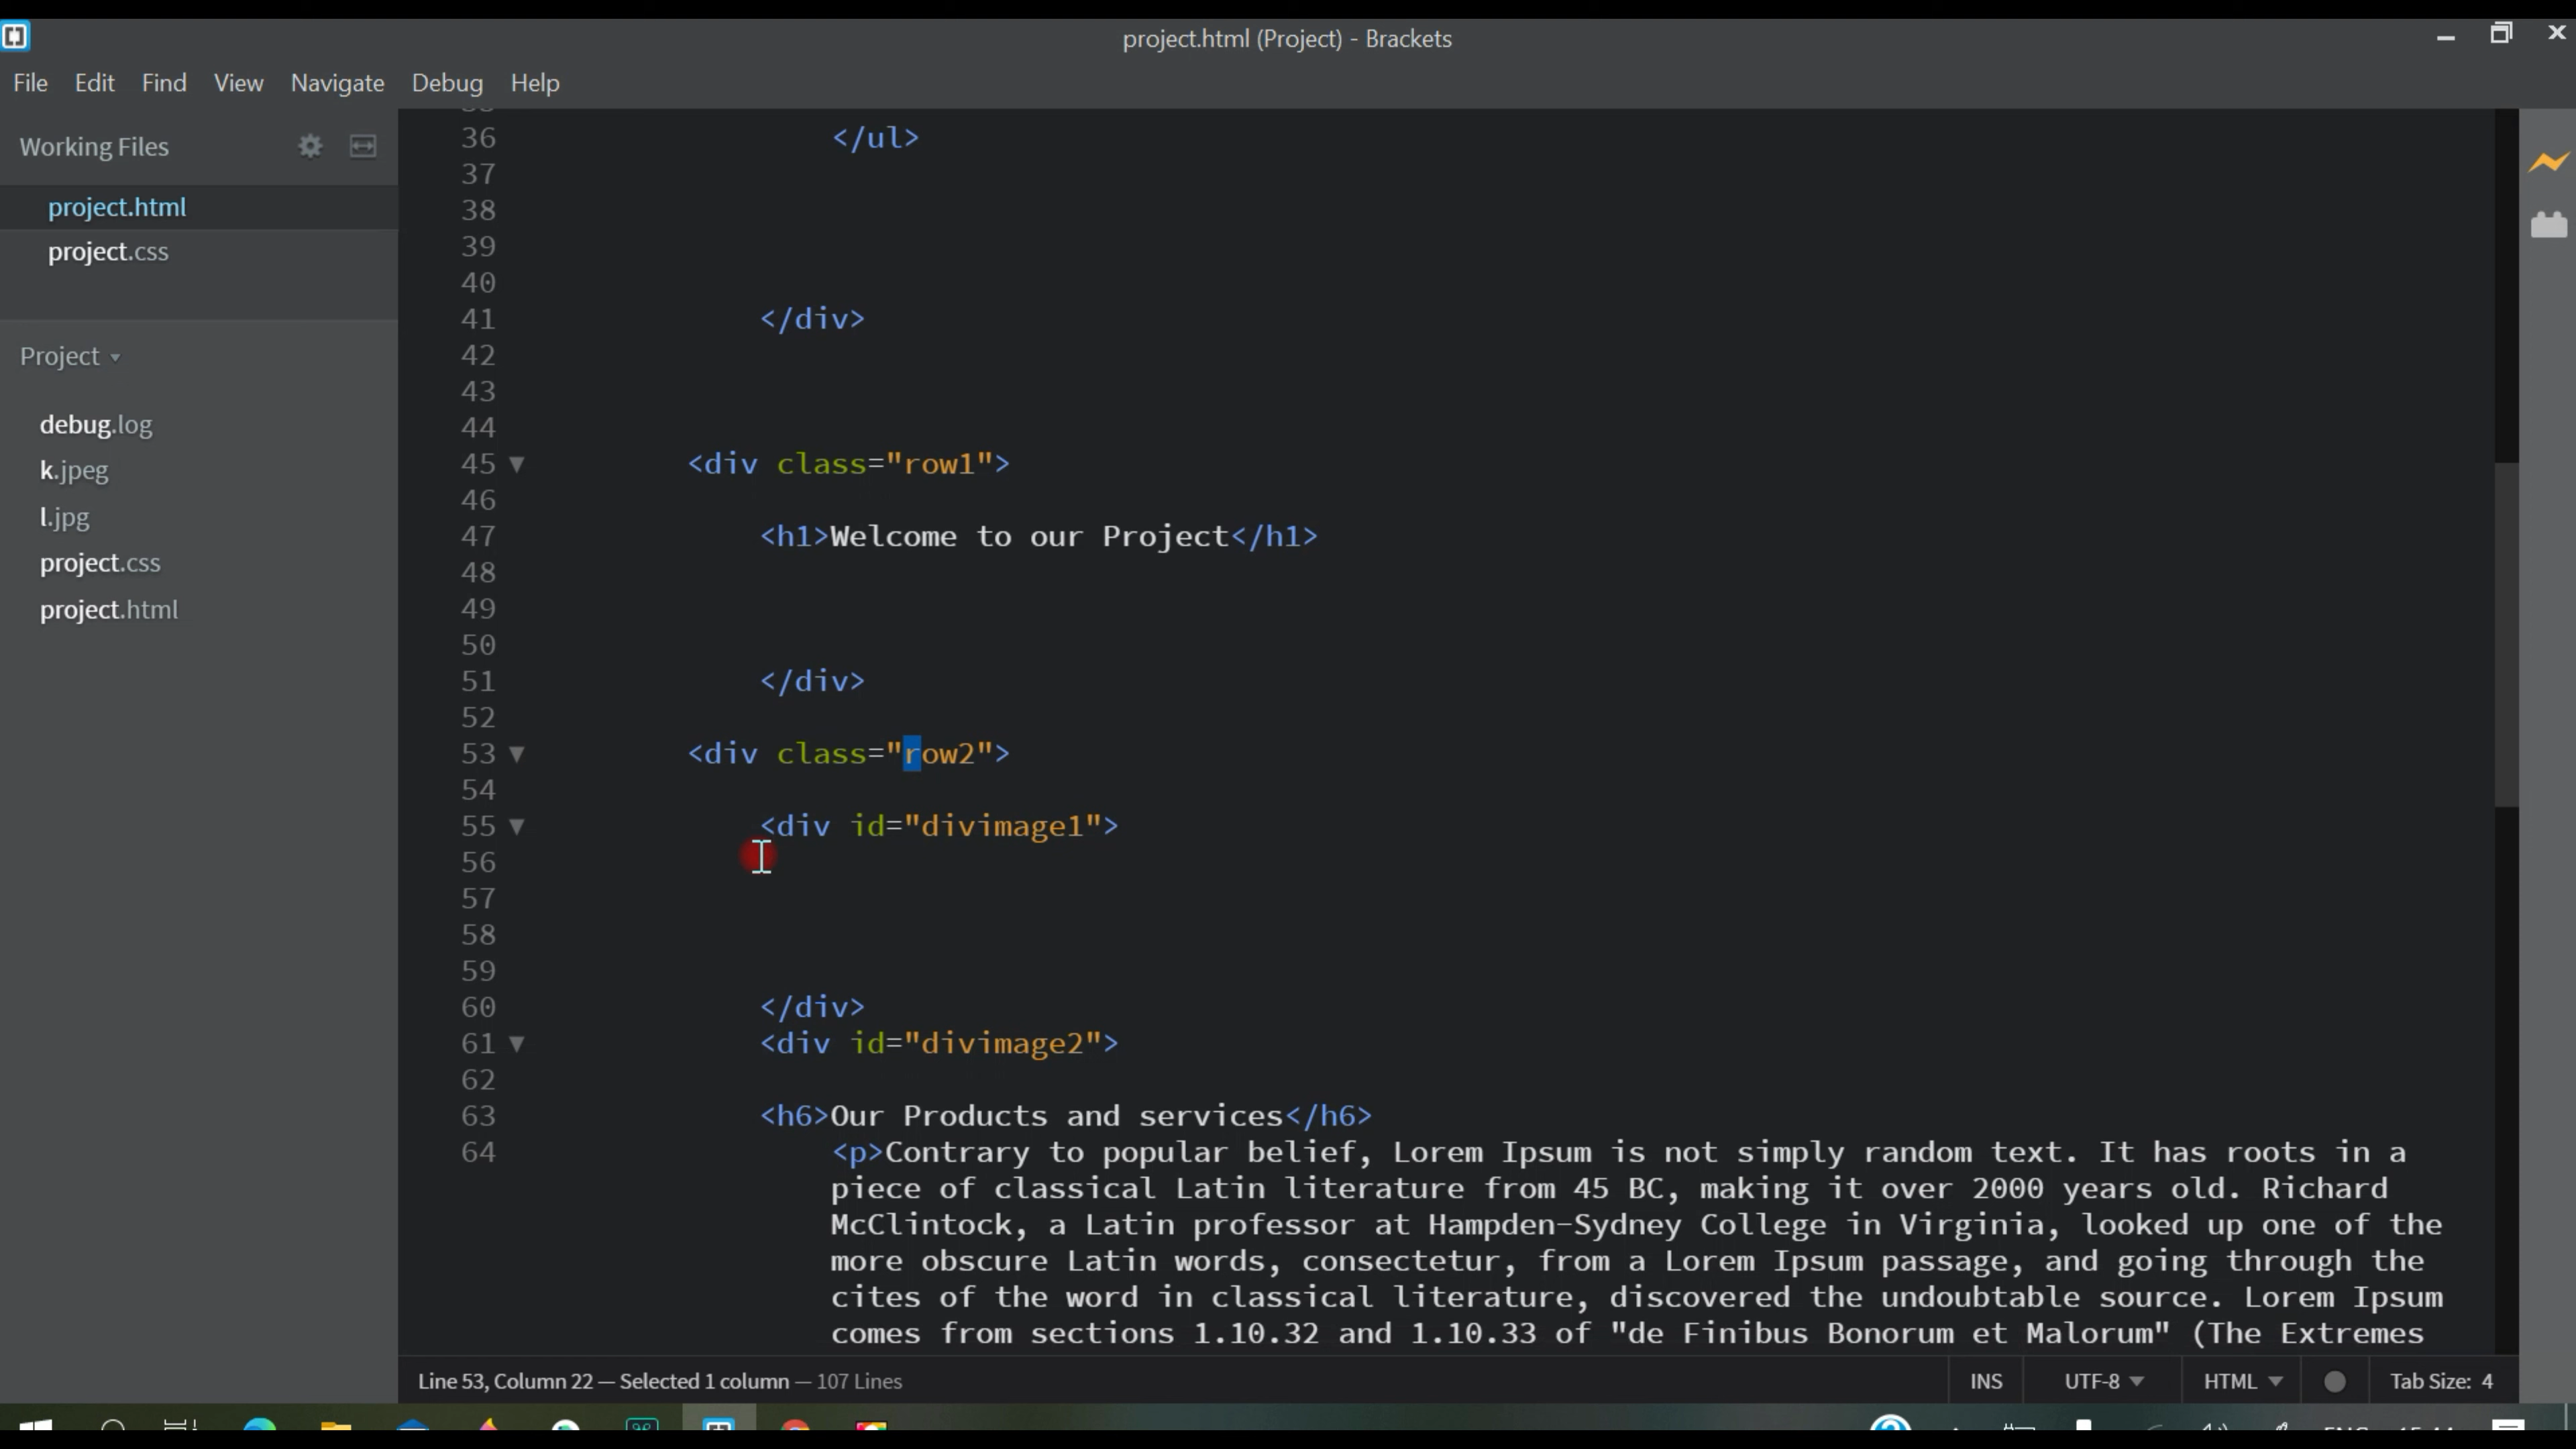 project.html (Project) - Brackets
File Edit Find View Navigate Debug Help
Working Files
project.html
project.css
Project
debug.log
k.jpeg
l.jpg
project.css
project.html
36 </ul>
37
38
39
40
41 </div>
42
43
44
45 <div class="row1">
46
47 <h1>Welcome to our Project</h1>
48
49
50
51 </div>
52
53 <div class="row2">
54
55 <div id="divimage1">
56
57
58
59
60 </div>
61 <div id="divimage2">
62
63 <h6>Our Products and services</h6>
64 <p>Contrary to popular belief, Lorem Ipsum is not simply random text. It has roots in a
piece of classical Latin literature from 45 BC, making it over 2000 years old. Richard
McClintock, a Latin professor at Hampden-Sydney College in Virginia, looked up one of the
more obscure Latin words, consectetur, from a Lorem Ipsum passage, and going through the
cites of the word in classical literature, discovered the undoubtable source. Lorem Ipsum
comes from sections 1.10.32 and 1.10.33 of "de Finibus Bonorum et Malorum" (The Extremes
Line 53, Column 22 — Selected 1 column — 107 Lines
INS UTF-8 HTML Tab Size: 4